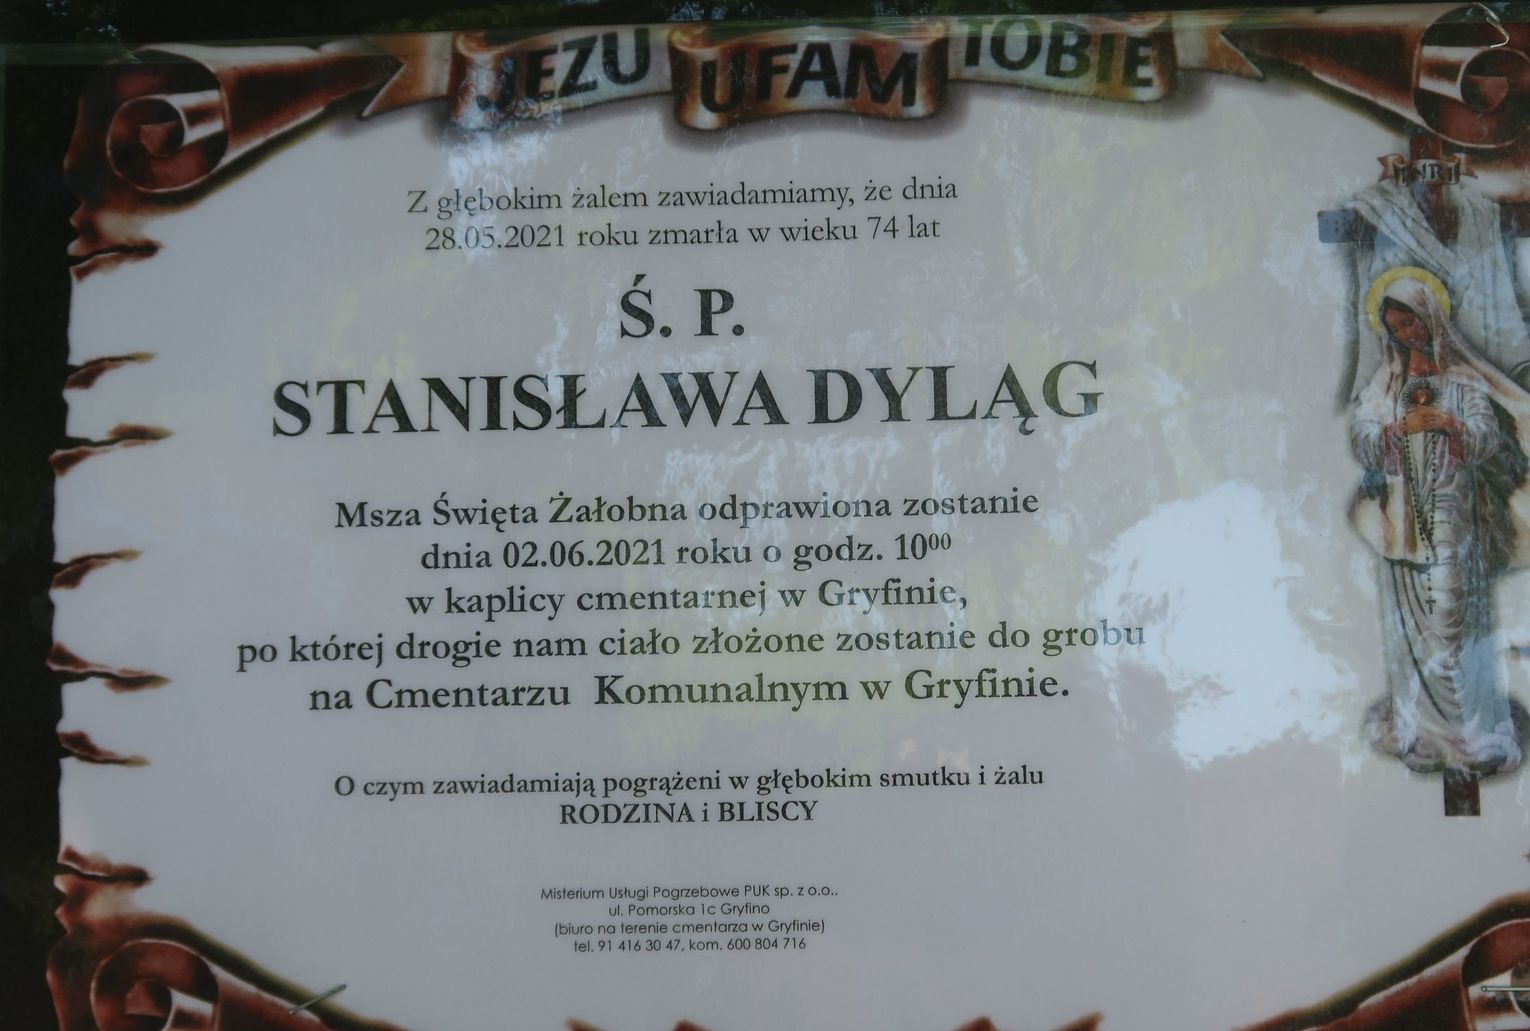 JEZU UFAM TOBIE
INRI
Z głębokim żalem zawiadamiamy, że dnia
28.05.2021 roku zmarła w wieku 74 lat
Ś. P.
STANISŁAWA DYLĄG
Msza Święta Żałobna odprawiona zostanie
dnia 02.06.2021 roku o godz. 10⁰⁰
w kaplicy cmentarnej w Gryfinie,
po której drogie nam ciało złożone zostanie do grobu
na Cmentarzu Komunalnym w Gryfinie.
O czym zawiadamiają pogrążeni w głębokim smutku i żalu
RODZINA i BLISCY
Misterium Usługi Pogrzebowe PUK sp. z o.o..
ul. Pomorska 1c Gryfino
(biuro na terenie cmentarza w Gryfinie)
tel. 91 416 30 47, kom. 600 804 716